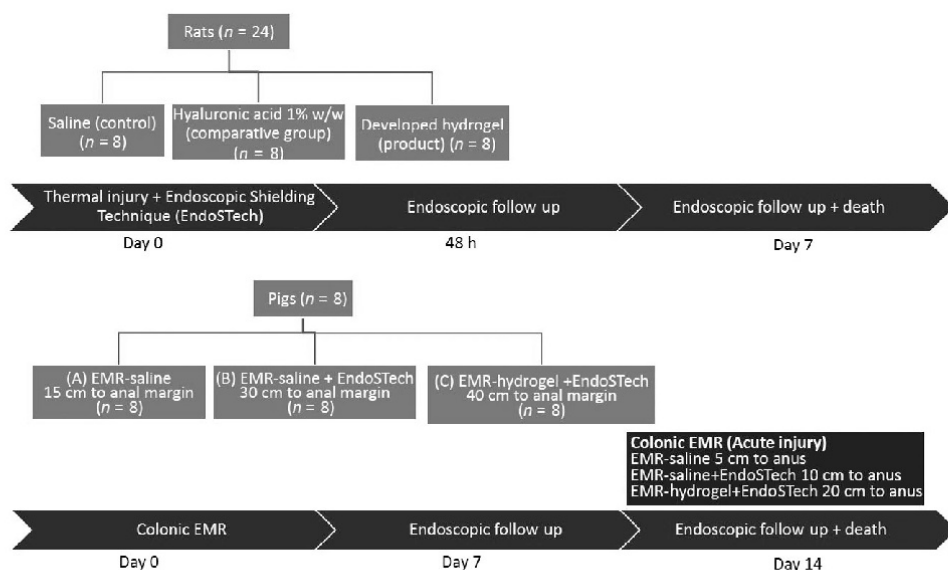 Rats (n = 24)
Saline (control)
(n = 8)
Hyaluronic acid 1% w/w
(comparative group)
(n = 8)
Developed hydrogel
(product) (n = 8)
Thermal injury + Endoscopic Shielding
Technique (EndoSTech)
Endoscopic follow up
Endoscopic follow up + death
Day 0
48 h
Day 7
Pigs (n = 8)
(A) EMR-saline
15 cm to anal margin
(n = 8)
(B) EMR-saline + EndoSTech
30 cm to anal margin
(n = 8)
(C) EMR-hydrogel +EndoSTech
40 cm to anal margin
(n = 8)
Colonic EMR (Acute injury)
EMR-saline 5 cm to anus
EMR-saline+EndoSTech 10 cm to anus
EMR-hydrogel+EndoSTech 20 cm to anus
Colonic EMR
Endoscopic follow up
Endoscopic follow up + death
Day 0
Day 7
Day 14